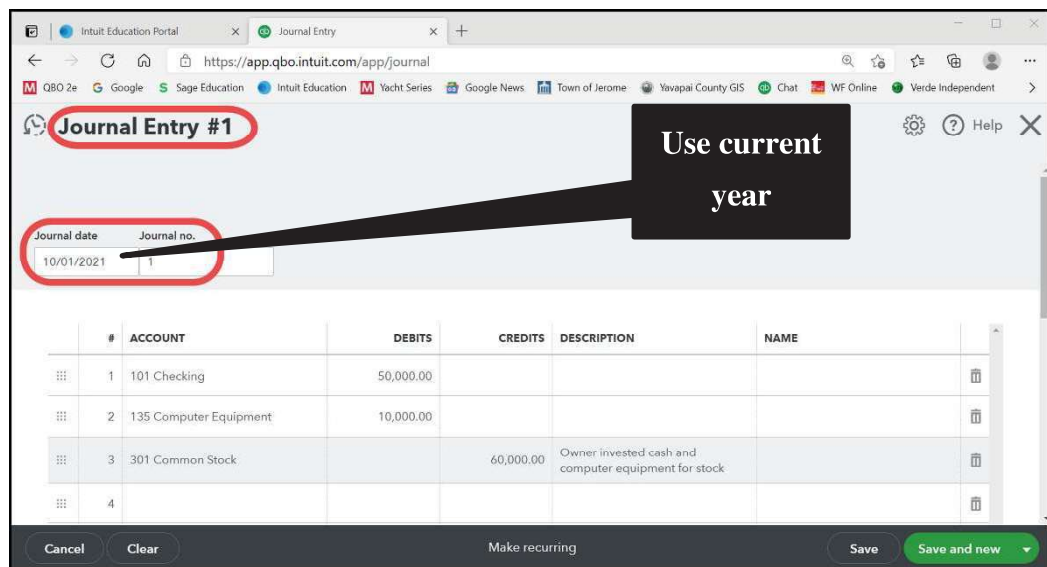 Intuit Education Portal
Journal Entry
https://app.qbo.intuit.com/app/journal
QBO 2e Google Sage Education Intuit Education Yacht Series Google News Town of Jerome Yavapai County GIS Chat WF Online Verde Independent
Journal Entry #1
Help
Use current
year
Journal date Journal no.
10/01/2021 1
# ACCOUNT DEBITS CREDITS DESCRIPTION NAME
1 101 Checking 50,000.00
2 135 Computer Equipment 10,000.00
3 301 Common Stock 60,000.00 Owner invested cash and
computer equipment for stock
4
Cancel Clear Make recurring Save Save and new